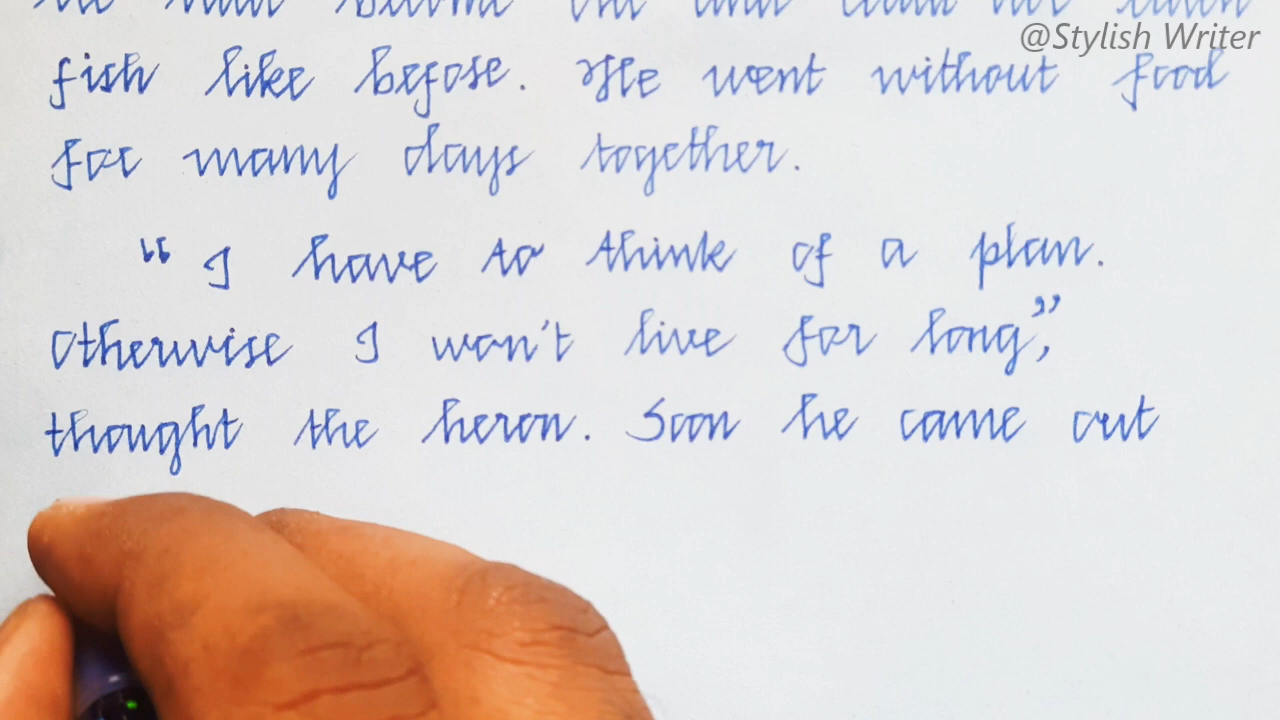 @Stylish Writer
fish like before. He went without food
for many days together.
“ I have to think of a plan.
Otherwise I won't live for long,”
thought the heron. Soon he came out